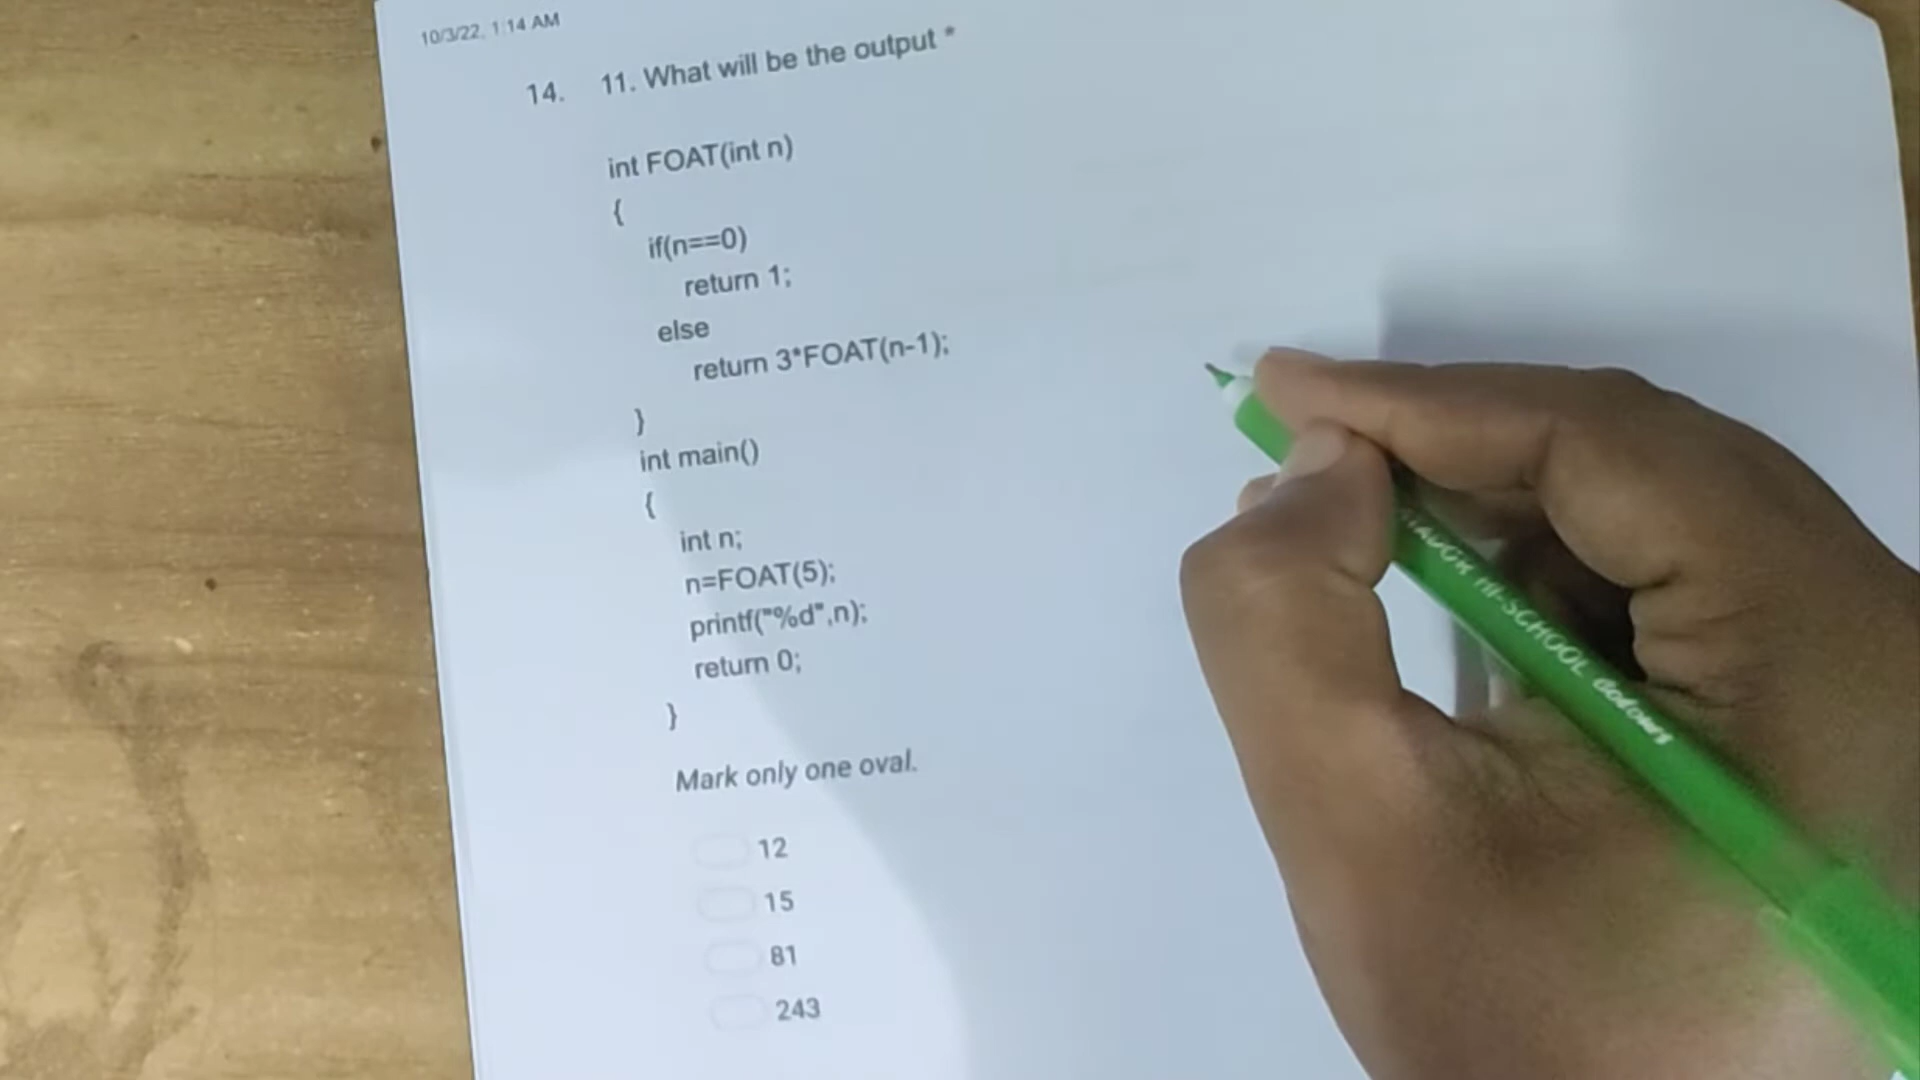 10/3/22, 1:14 AM
14. 11. What will be the output *
int FOAT(int n)
{
if(n==0)
return 1;
else
return 3*FOAT(n-1);
}
int main()
{
int n;
n=FOAT(5);
printf("%d",n);
return 0;
}
Mark only one oval.
12
15
81
243
HI-SCHOOL Colours